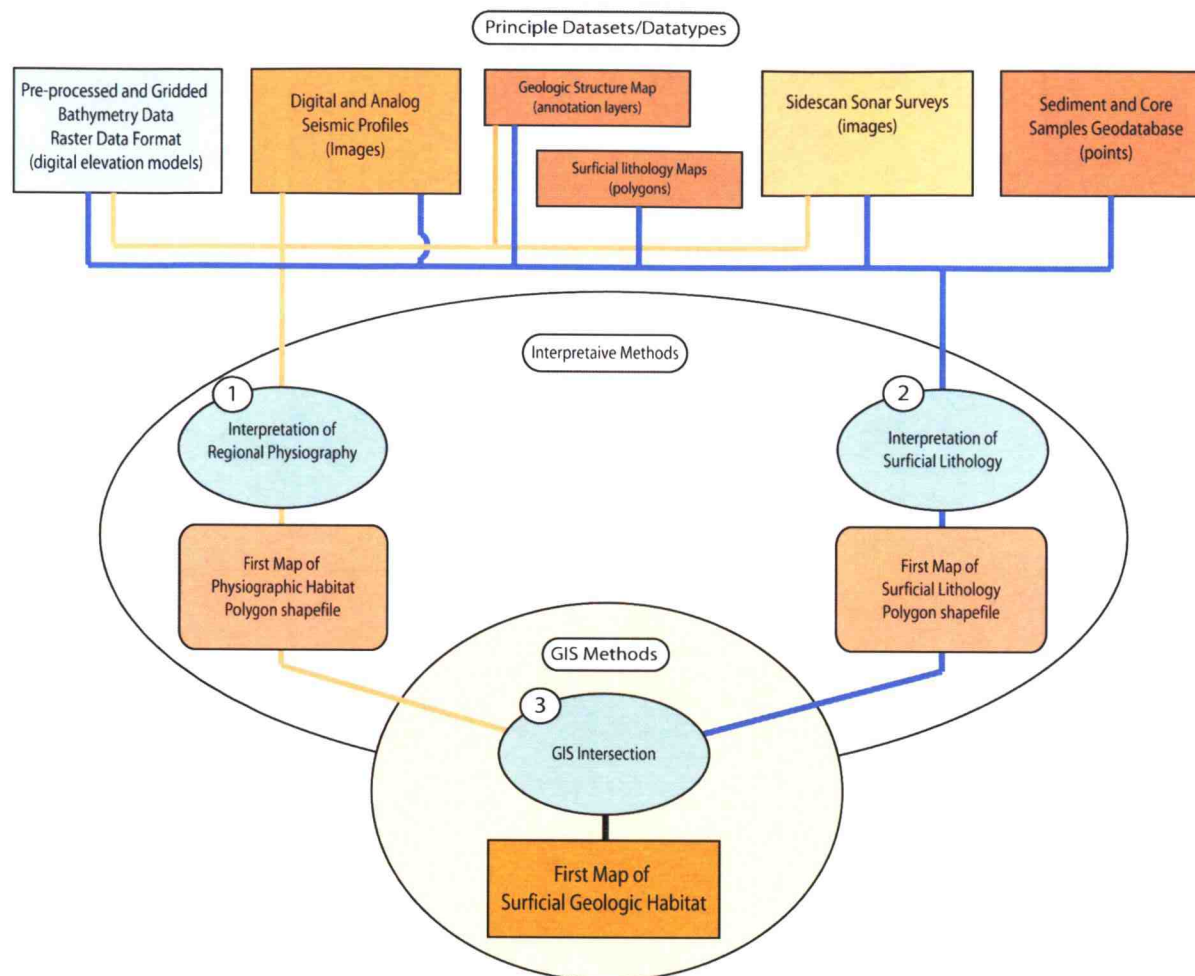 Principle Datasets/Datatypes
Pre-processed and Gridded
Bathymetry Data
Raster Data Format
(digital elevation models)
Digital and Analog
Seismic Profiles
(Images)
Geologic Structure Map
(annotation layers)
Surficial lithology Maps
(polygons)
Sidescan Sonar Surveys
(images)
Sediment and Core
Samples Geodatabase
(points)
Interpretaive Methods
1
Interpretation of
Regional Physiography
2
Interpretation of
Surficial Lithology
First Map of
Physiographic Habitat
Polygon shapefile
First Map of
Surficial Lithology
Polygon shapefile
GIS Methods
3
GIS Intersection
First Map of
Surficial Geologic Habitat